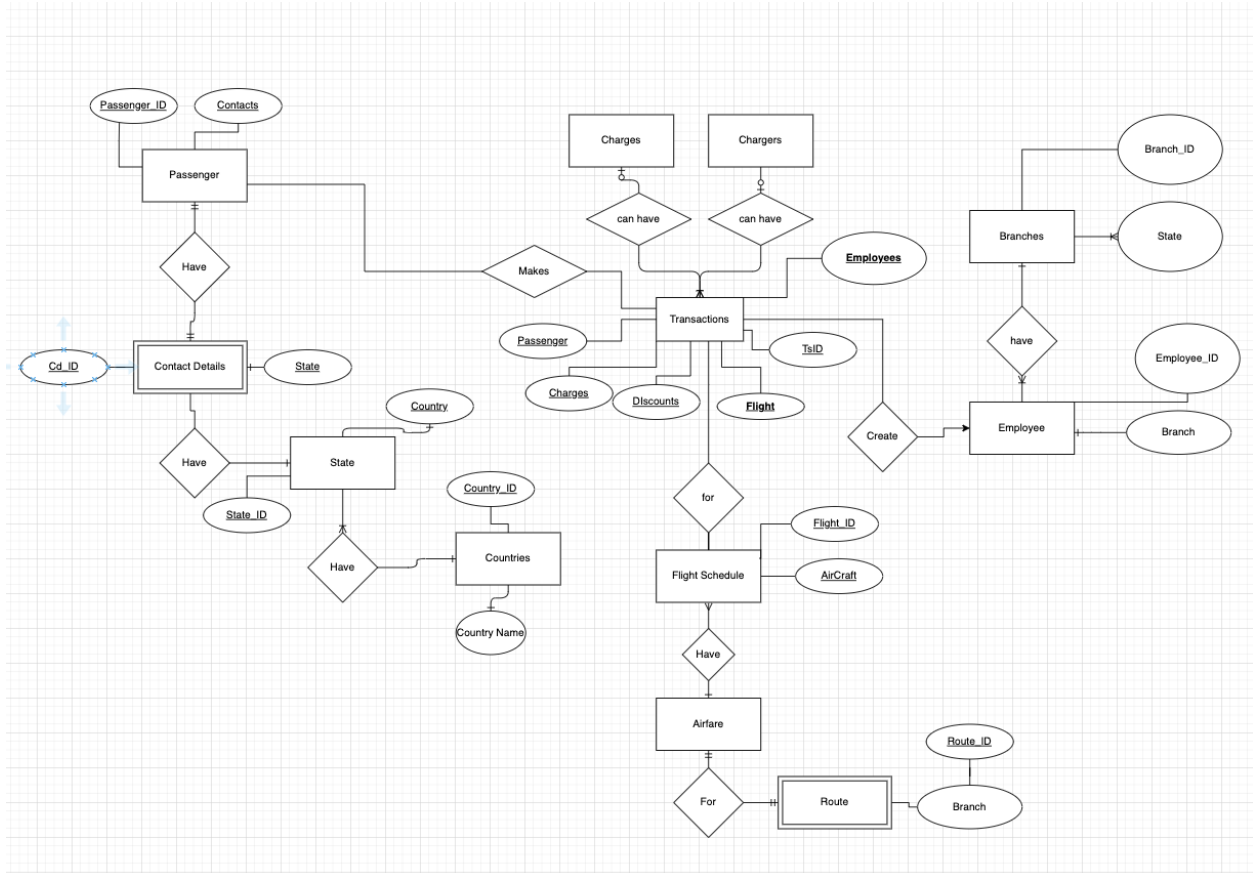 Passenger_ID
Contacts
Passenger
Charges
Chargers
Branch_ID
can have
can have
Branches
State
Have
Makes
Employees
Transactions
Passenger
TsID
have
Employee_ID
Cd_ID
Contact Details
State
Charges
DIscounts
Flight
Country
Create
Employee
Branch
Have
State
State_ID
Country_ID
for
Flight_ID
Have
Countries
Flight Schedule
AirCraft
Country Name
Have
Airfare
Route_ID
For
Route
Branch